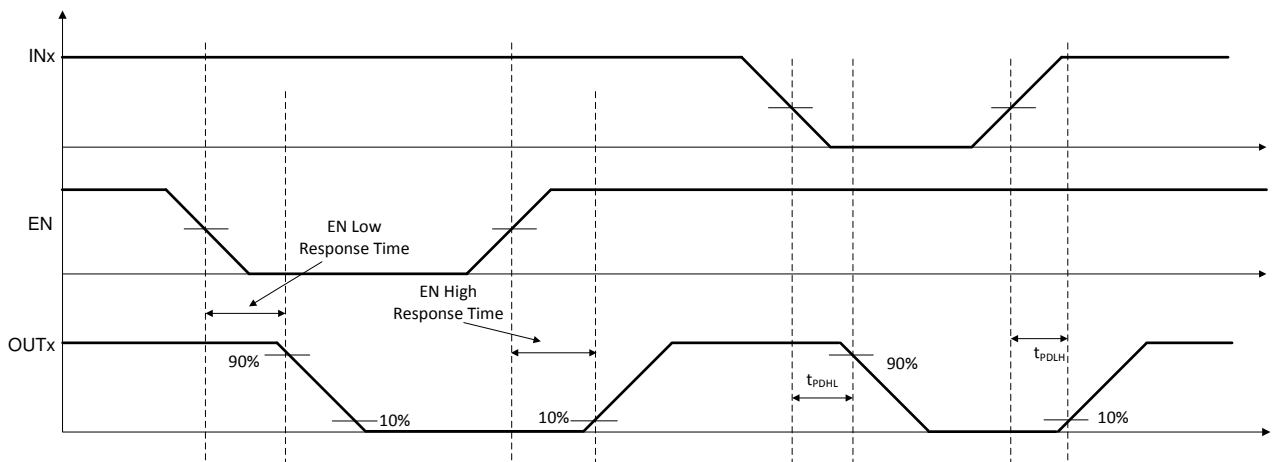 INx
EN
EN Low
Response Time
EN High
Response Time
OUTx
90%
10%
10%
tPDHL
90%
tPDLH
10%